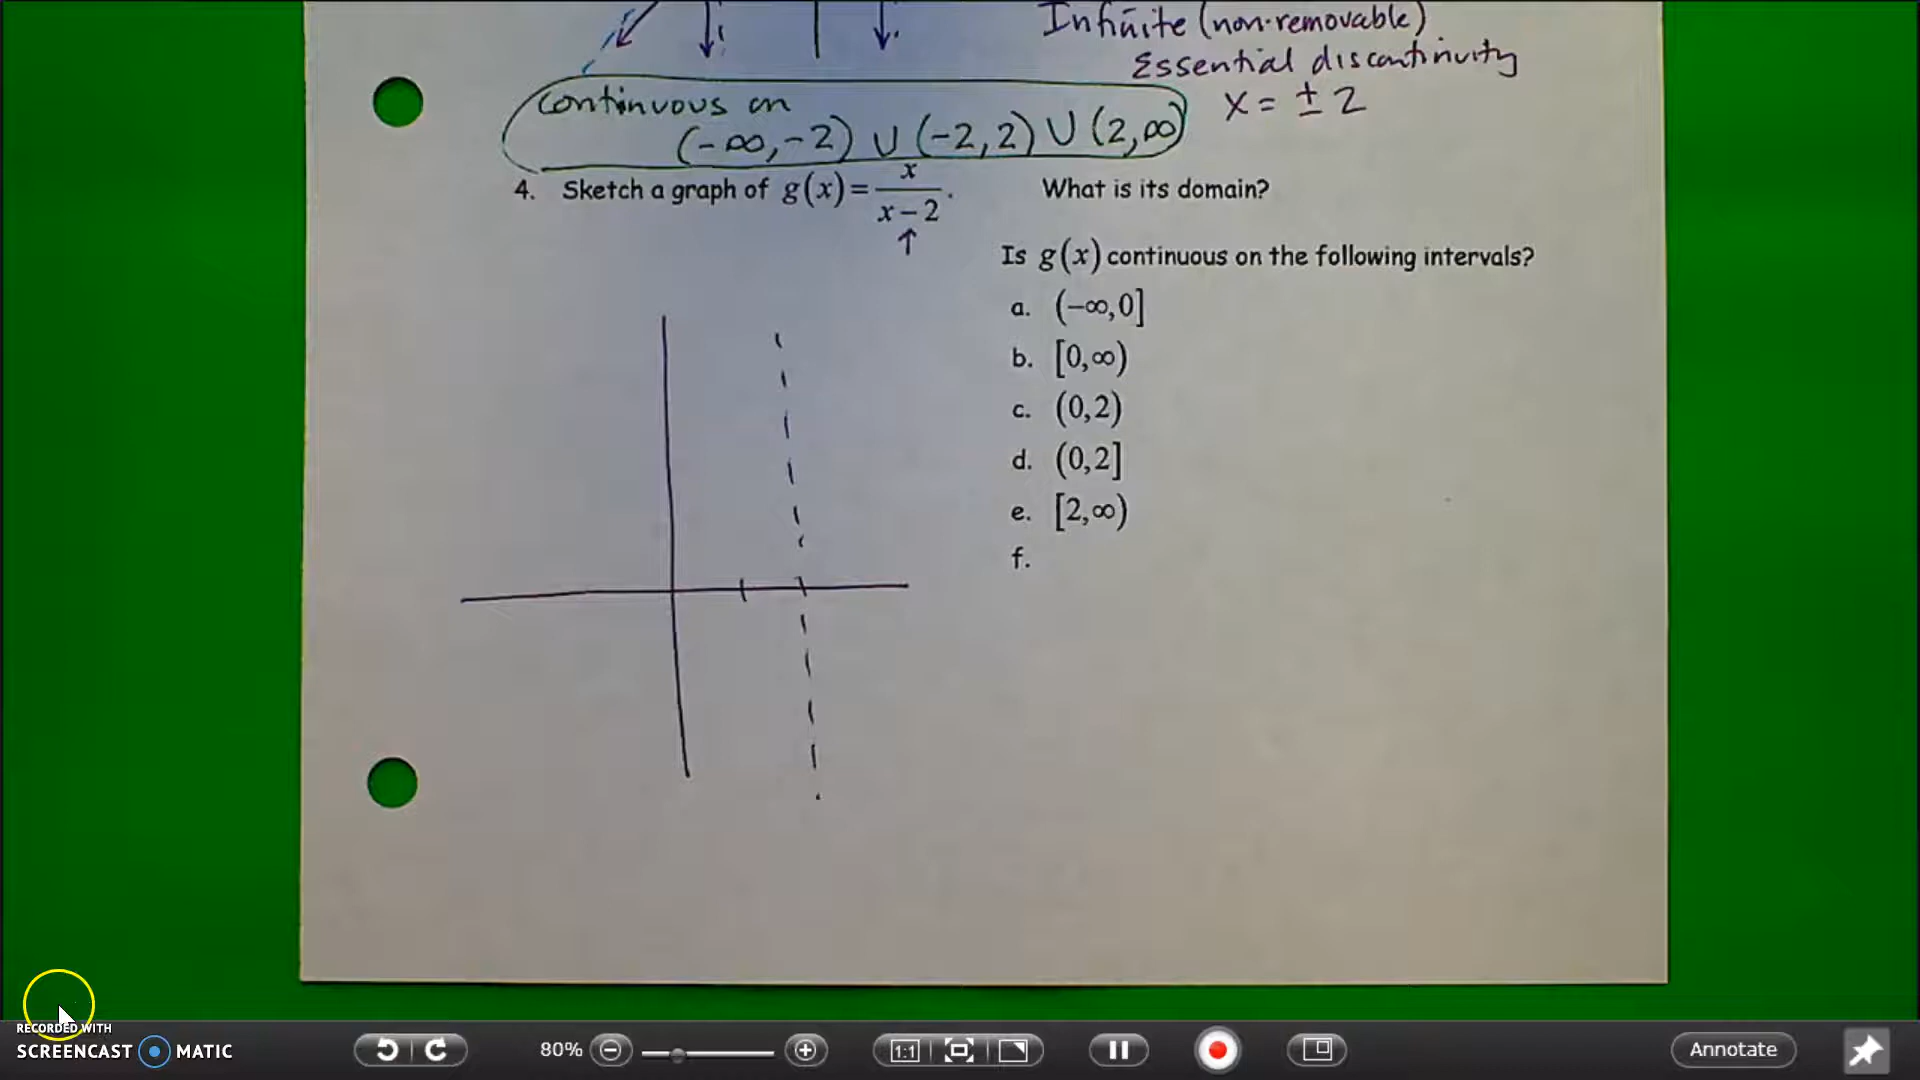 Infinite (non-removable)
Essential discontinuity
x = ± 2
Continuous on
(-∞,-2) ∪ (-2,2) ∪ (2,∞)
4. Sketch a graph of g(x) = x/(x-2). What is its domain?
↑
Is g(x) continuous on the following intervals?
a. (-∞,0]
b. [0,∞)
c. (0,2)
d. (0,2]
e. [2,∞)
f.
RECORDED WITH
SCREENCAST MATIC
80%
1:1
Annotate